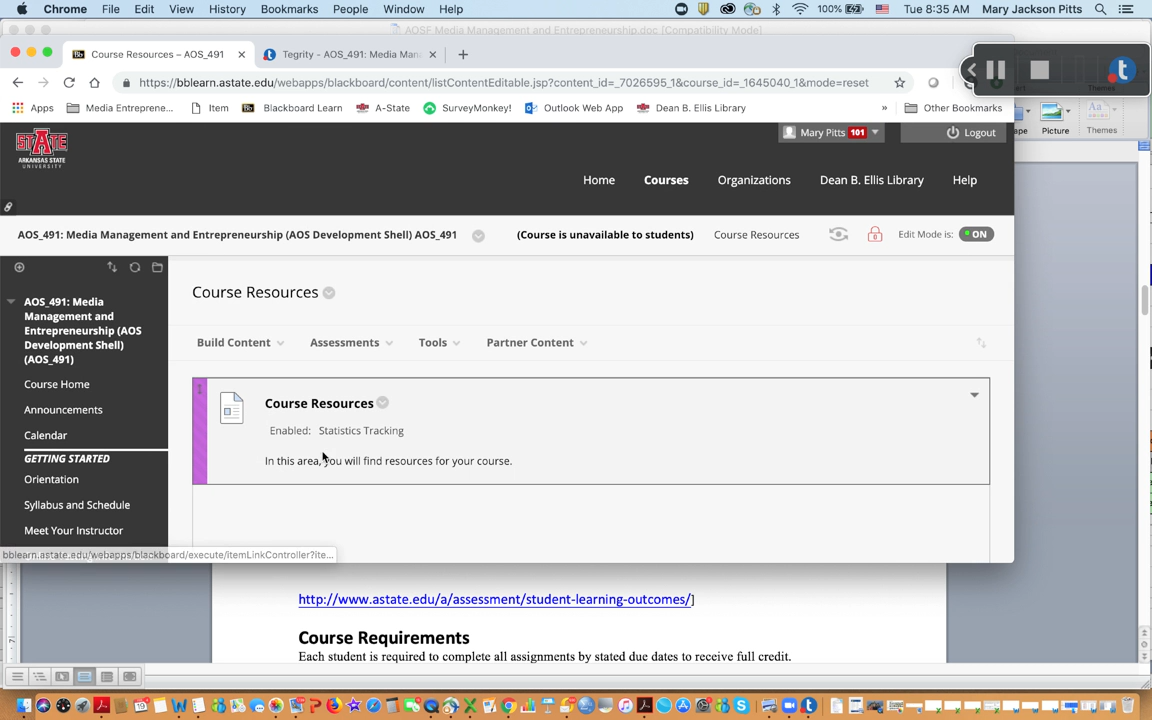 Chrome File Edit View History Bookmarks People Window Help 100% Tue 8:35 AM Mary Jackson Pitts
AOSF Media Management and Entrepreneurship.doc [Compatibility Mode]
Course Resources – AOS_491 Tegrity - AOS_491: Media Man
https://bblearn.astate.edu/webapps/blackboard/content/listContentEditable.jsp?content_id=_7026595_1&course_id=_1645040_1&mode=reset
Apps Media Entreprene... Item Blackboard Learn A-State SurveyMonkey! Outlook Web App Dean B. Ellis Library » Other Bookmarks
ape Picture Themes
STATE
ARKANSAS STATE
UNIVERSITY
Mary Pitts 101 Logout
Home Courses Organizations Dean B. Ellis Library Help
AOS_491: Media Management and Entrepreneurship (AOS Development Shell) AOS_491 (Course is unavailable to students) Course Resources Edit Mode is: ON
AOS_491: Media
Management and
Entrepreneurship (AOS
Development Shell)
(AOS_491)
Course Home
Announcements
Calendar
GETTING STARTED
Orientation
Syllabus and Schedule
Meet Your Instructor
Course Resources
Build Content Assessments Tools Partner Content
Course Resources
Enabled: Statistics Tracking
In this area, you will find resources for your course.
bblearn.astate.edu/webapps/blackboard/execute/itemLinkController?ite...
http://www.astate.edu/a/assessment/student-learning-outcomes/]
Course Requirements
Each student is required to complete all assignments by stated due dates to receive full credit.